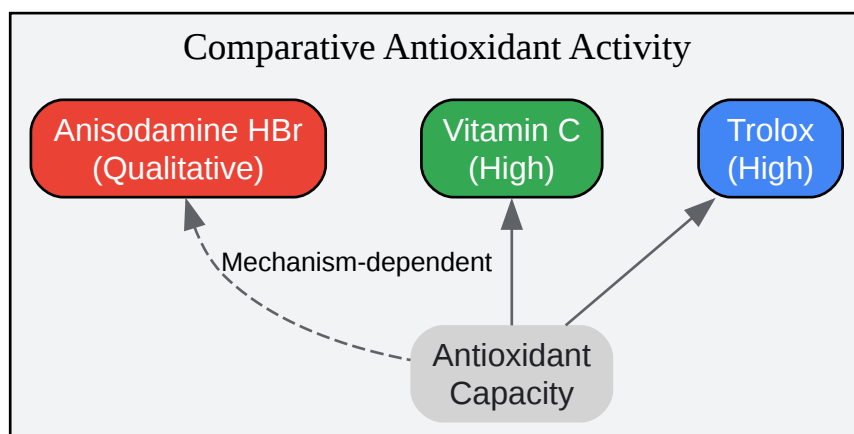 Comparative Antioxidant Activity
Anisodamine HBr
(Qualitative)
Vitamin C
(High)
Trolox
(High)
Mechanism-dependent
Antioxidant
Capacity